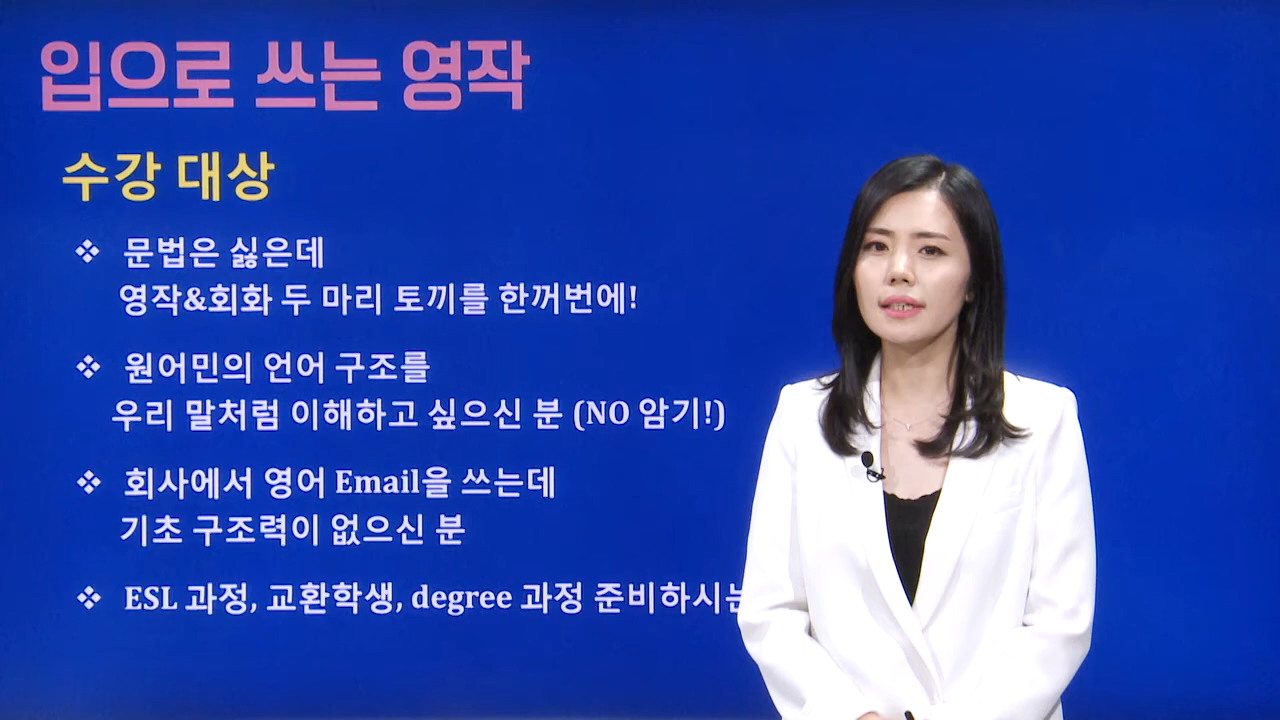 입으로 쓰는 영작
수강 대상
❖ 문법은 싫은데
영작&회화 두 마리 토끼를 한꺼번에!
❖ 원어민의 언어 구조를
우리 말처럼 이해하고 싶으신 분 (NO 암기!)
❖ 회사에서 영어 Email을 쓰는데
기초 구조력이 없으신 분
❖ ESL 과정, 교환학생, degree 과정 준비하시는